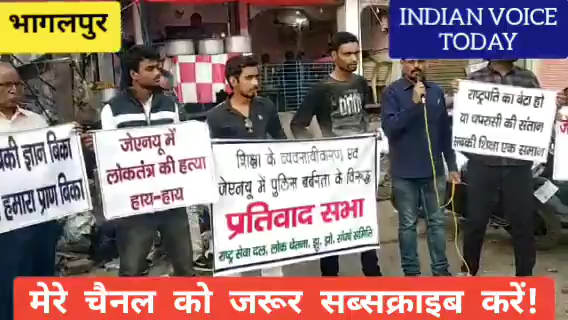 भागलपुर
INDIAN VOICE
TODAY
की ज्ञान बिका
हमारा प्राण बिका
जेएनयू में
लोकतंत्र की हत्या
हाय-हाय
शिक्षा के व्यवसायीकरण एवं
जेएनयू में पुलिस बर्बरता के विरुद्ध
प्रतिवाद सभा
राष्ट्र सेवा दल, लोक चेतना, झु. झो. संघर्ष समिति
राष्ट्रपति का बेटा हो
या चपरासी की संतान
सबकी शिक्षा एक समान
मेरे चैनल को जरूर सब्सक्राइब करें!